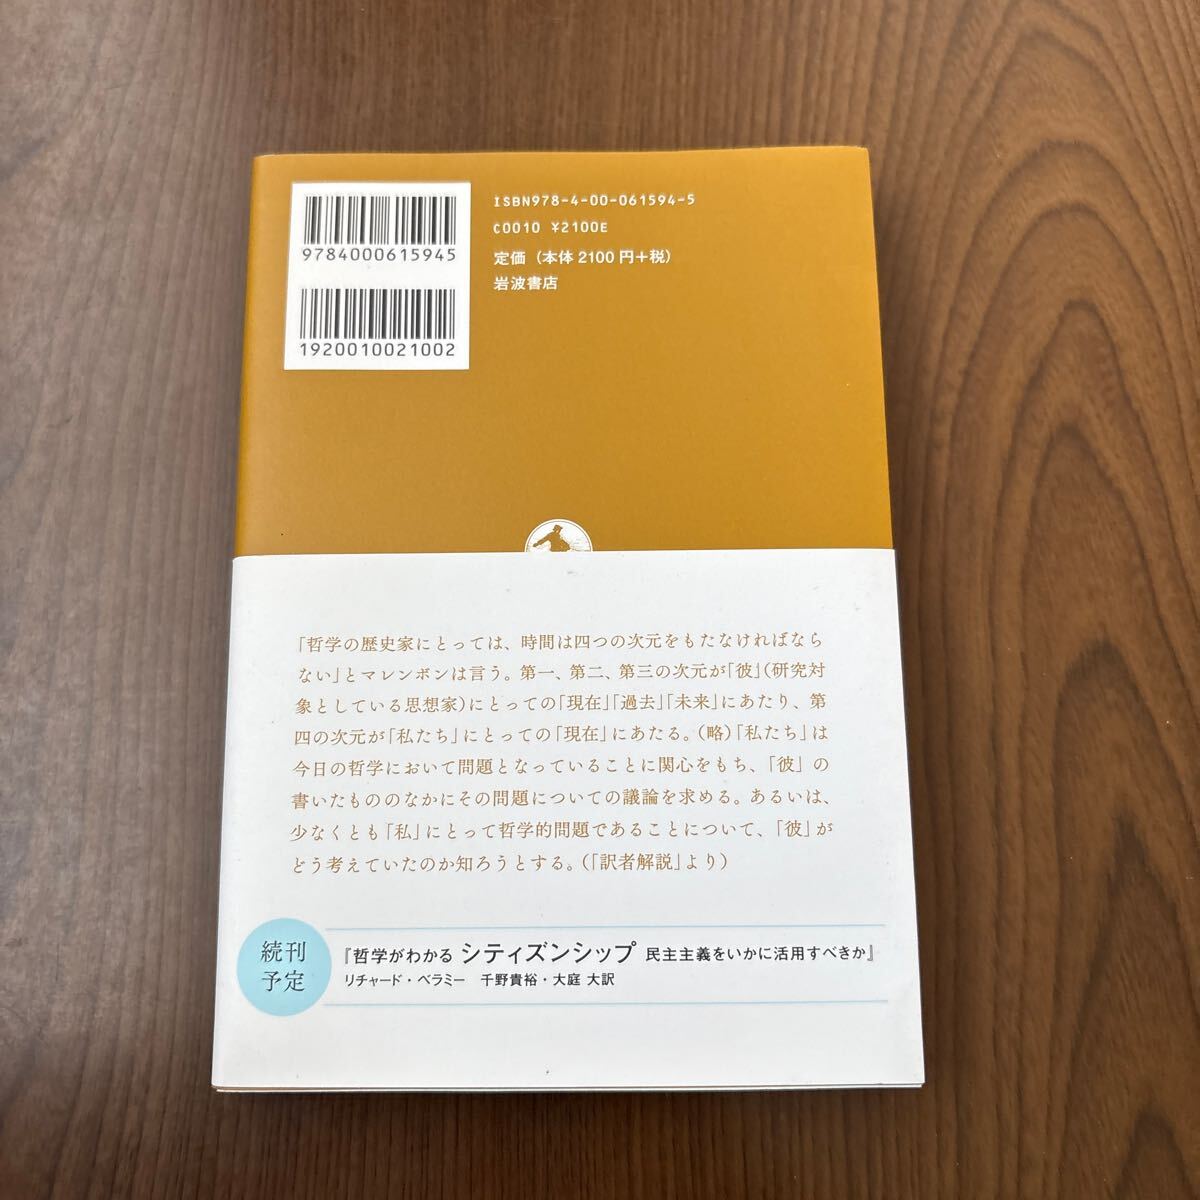 ISBN978-4-00-061594-5
C0010 ¥2100E
定価（本体2100円+税）
岩波書店
9784000615945
1920010021002
「哲学の歴史家にとっては、時間は四つの次元をもたなければなら
ない」とマレンボンは言う。第一、第二、第三の次元が「彼」（研究対
象としている思想家）にとっての「現在」「過去」「未来」にあたり、第
四の次元が「私たち」にとっての「現在」にあたる。（略）「私たち」は
今日の哲学において問題となっていることに関心をもち、「彼」の
書いたもののなかにその問題についての議論を求める。あるいは、
少なくとも「私」にとって哲学的問題であることについて、「彼」が
どう考えていたのか知ろうとする。（「訳者解説」より）
続刊
予定
『哲学がわかる シティズンシップ 民主主義をいかに活用すべきか』
リチャード・ベラミー 千野貴裕・大庭 大訳